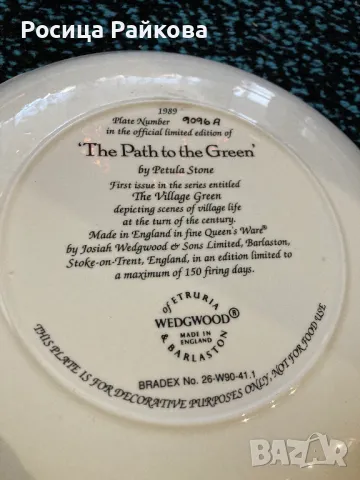 Росица Райкова
1989
Plate Number 9096A
in the official limited edition of
'The Path to the Green'
by Petula Stone
First issue in the series entitled
The Village Green
depicting scenes of village life
at the turn of the century.
Made in England in fine Queen's Ware®
by Josiah Wedgwood & Sons Limited, Barlaston,
Stoke-on-Trent, England, in an edition limited to
a maximum of 150 firing days.
of ETRURIA
WEDGWOOD®
MADE IN
ENGLAND
& BARLASTON
BRADEX No. 26-W90-41.1
THIS PLATE IS FOR DECORATIVE PURPOSES ONLY, NOT FOR FOOD USE
bazar